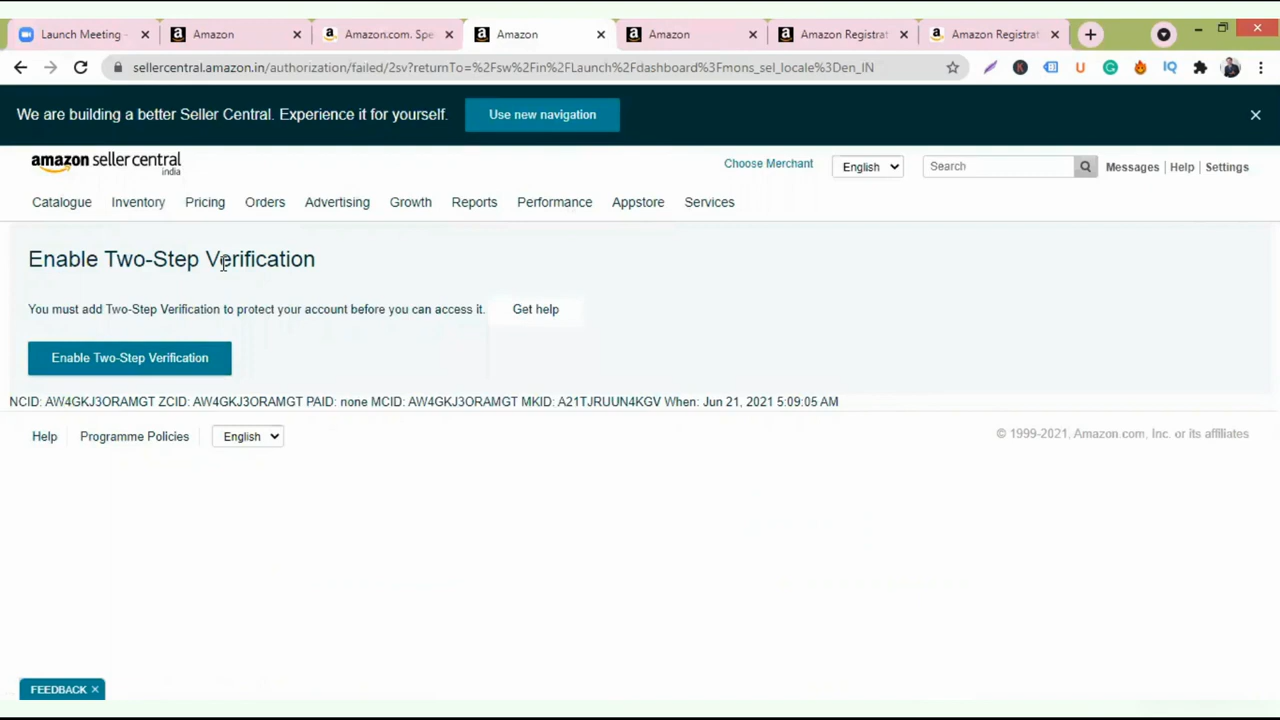 Launch Meeting - Amazon Amazon.com. Spe Amazon Amazon Amazon Registrat Amazon Registrat
sellercentral.amazon.in/authorization/failed/2sv?returnTo=%2Fsw%2Fin%2FLaunch%2Fdashboard%3Fmons_sel_locale%3Den_IN
We are building a better Seller Central. Experience it for yourself. Use new navigation
amazon seller central
india
Choose Merchant English Search Messages | Help | Settings
Catalogue Inventory Pricing Orders Advertising Growth Reports Performance Appstore Services
Enable Two-Step Verification
You must add Two-Step Verification to protect your account before you can access it. Get help
Enable Two-Step Verification
NCID: AW4GKJ3ORAMGT ZCID: AW4GKJ3ORAMGT PAID: none MCID: AW4GKJ3ORAMGT MKID: A21TJRUUN4KGV When: Jun 21, 2021 5:09:05 AM
Help Programme Policies English © 1999-2021, Amazon.com, Inc. or its affiliates
FEEDBACK ×